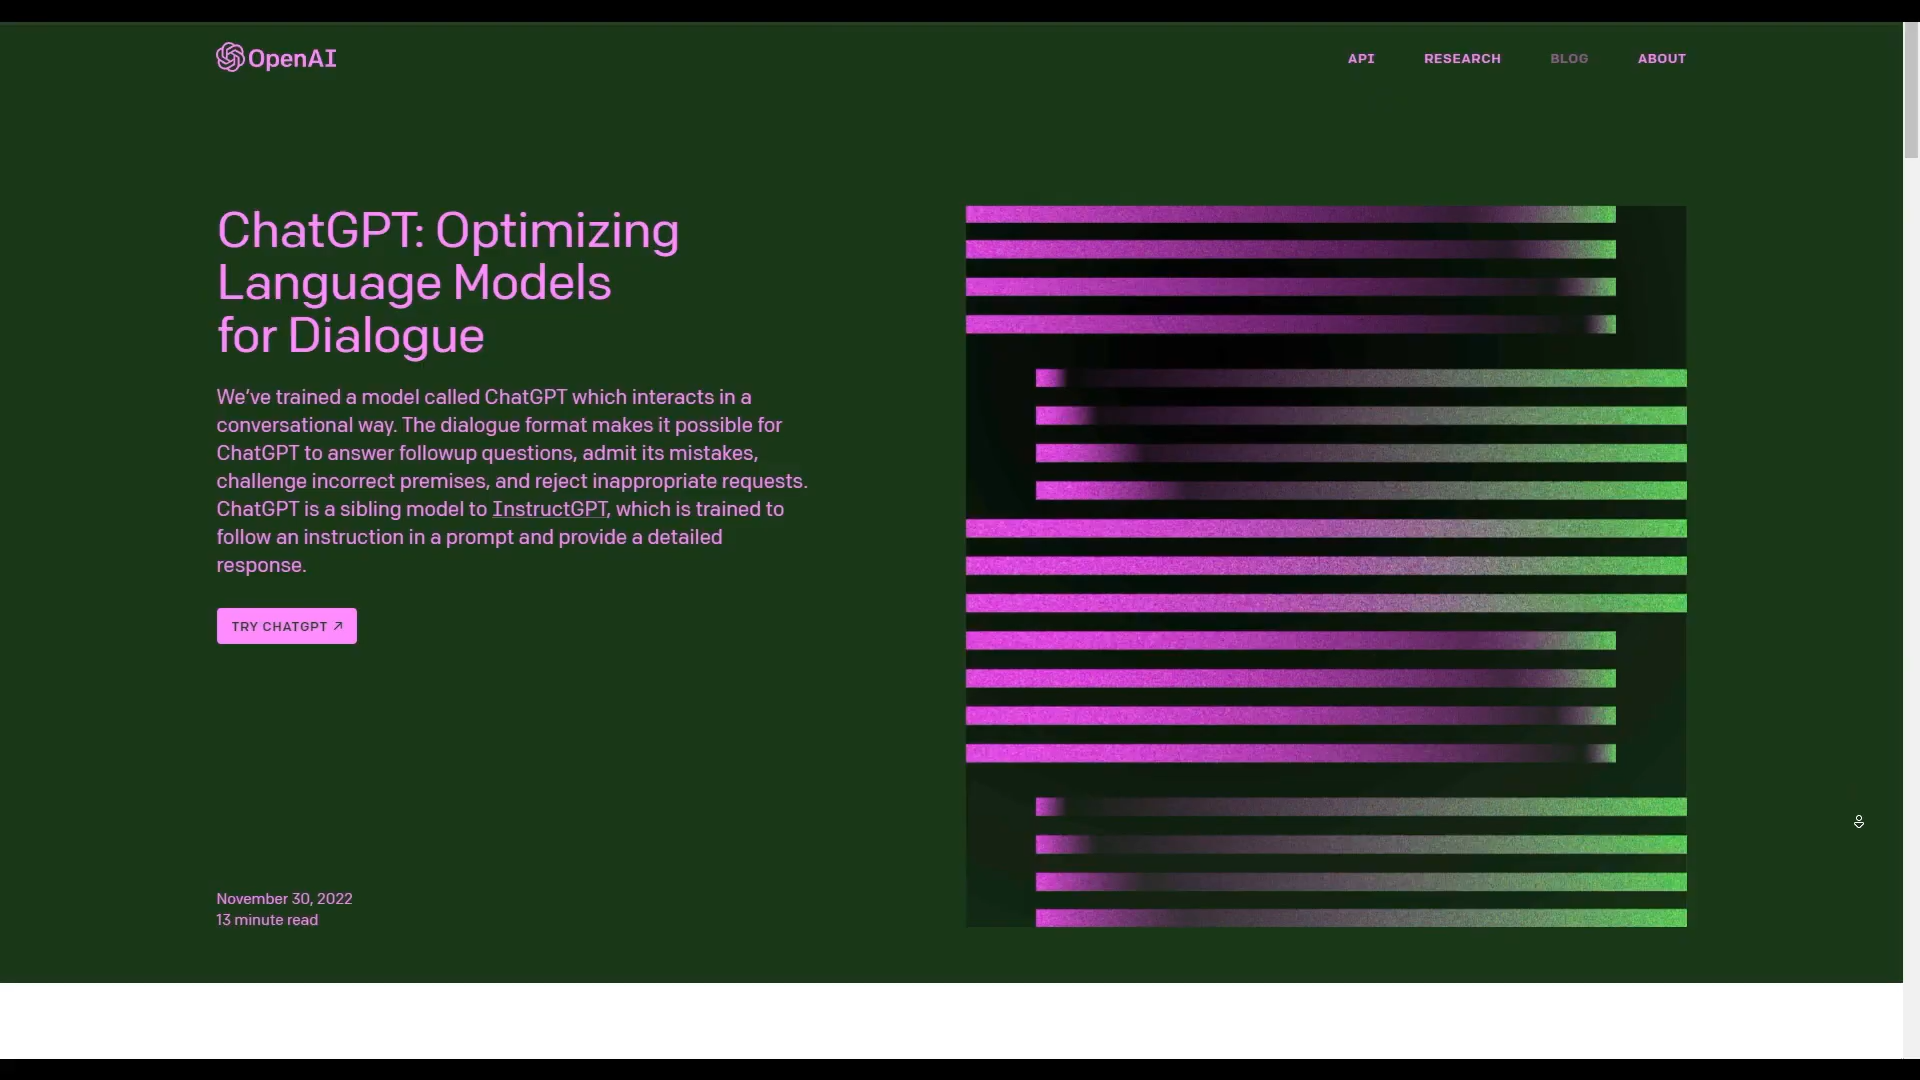 OpenAI
API RESEARCH BLOG ABOUT
ChatGPT: Optimizing
Language Models
for Dialogue
We’ve trained a model called ChatGPT which interacts in a
conversational way. The dialogue format makes it possible for
ChatGPT to answer followup questions, admit its mistakes,
challenge incorrect premises, and reject inappropriate requests.
ChatGPT is a sibling model to InstructGPT, which is trained to
follow an instruction in a prompt and provide a detailed
response.
TRY CHATGPT ↗
November 30, 2022
13 minute read